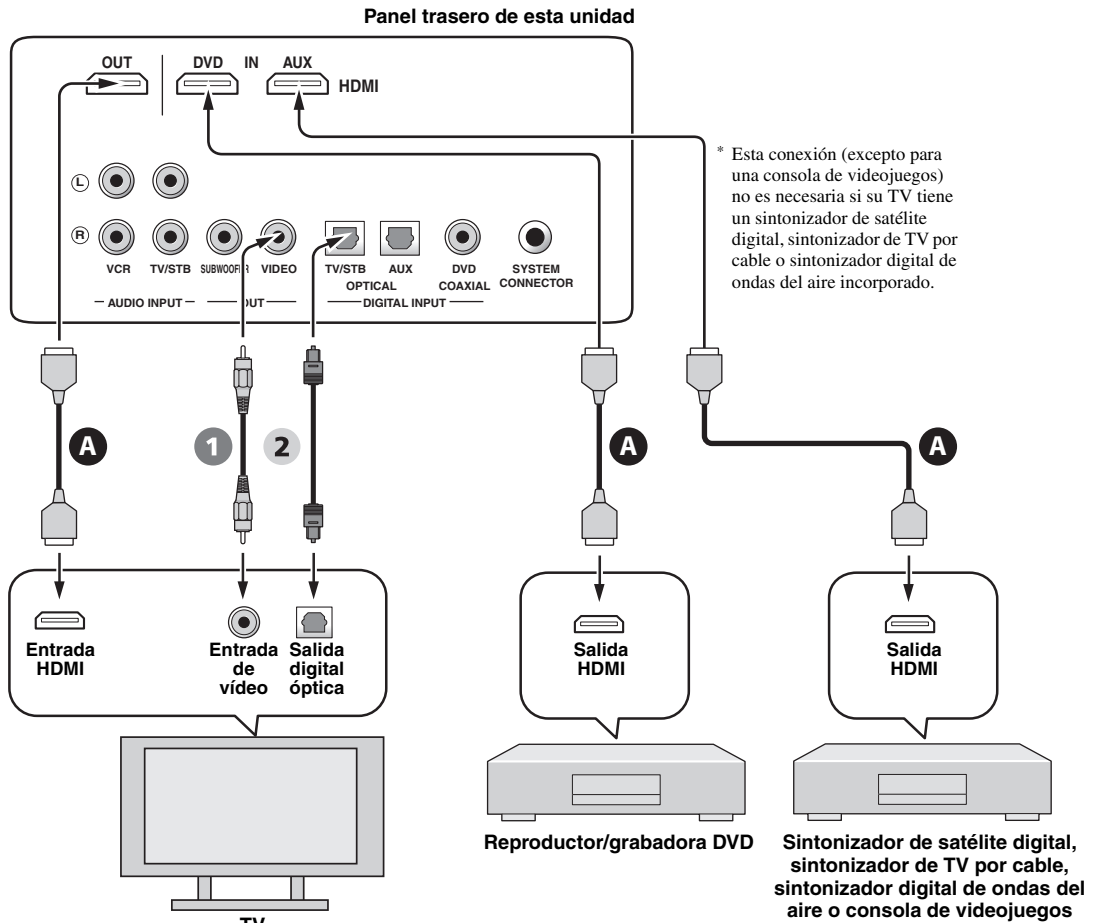 Panel trasero de esta unidad
OUT DVD IN AUX
HDMI
* Esta conexión (excepto para
una consola de videojuegos)
no es necesaria si su TV tiene
un sintonizador de satélite
digital, sintonizador de TV por
cable o sintonizador digital de
ondas del aire incorporado.
L
R
VCR TV/STB SUBWOOFER VIDEO TV/STB AUX DVD SYSTEM
OPTICAL COAXIAL CONNECTOR
AUDIO INPUT OUT DIGITAL INPUT
A 1 2 A A
Entrada
HDMI
Entrada
de
vídeo
Salida
digital
óptica
Salida
HDMI
Salida
HDMI
TV
Reproductor/grabadora DVD
Sintonizador de satélite digital,
sintonizador de TV por cable,
sintonizador digital de ondas del
aire o consola de videojuegos